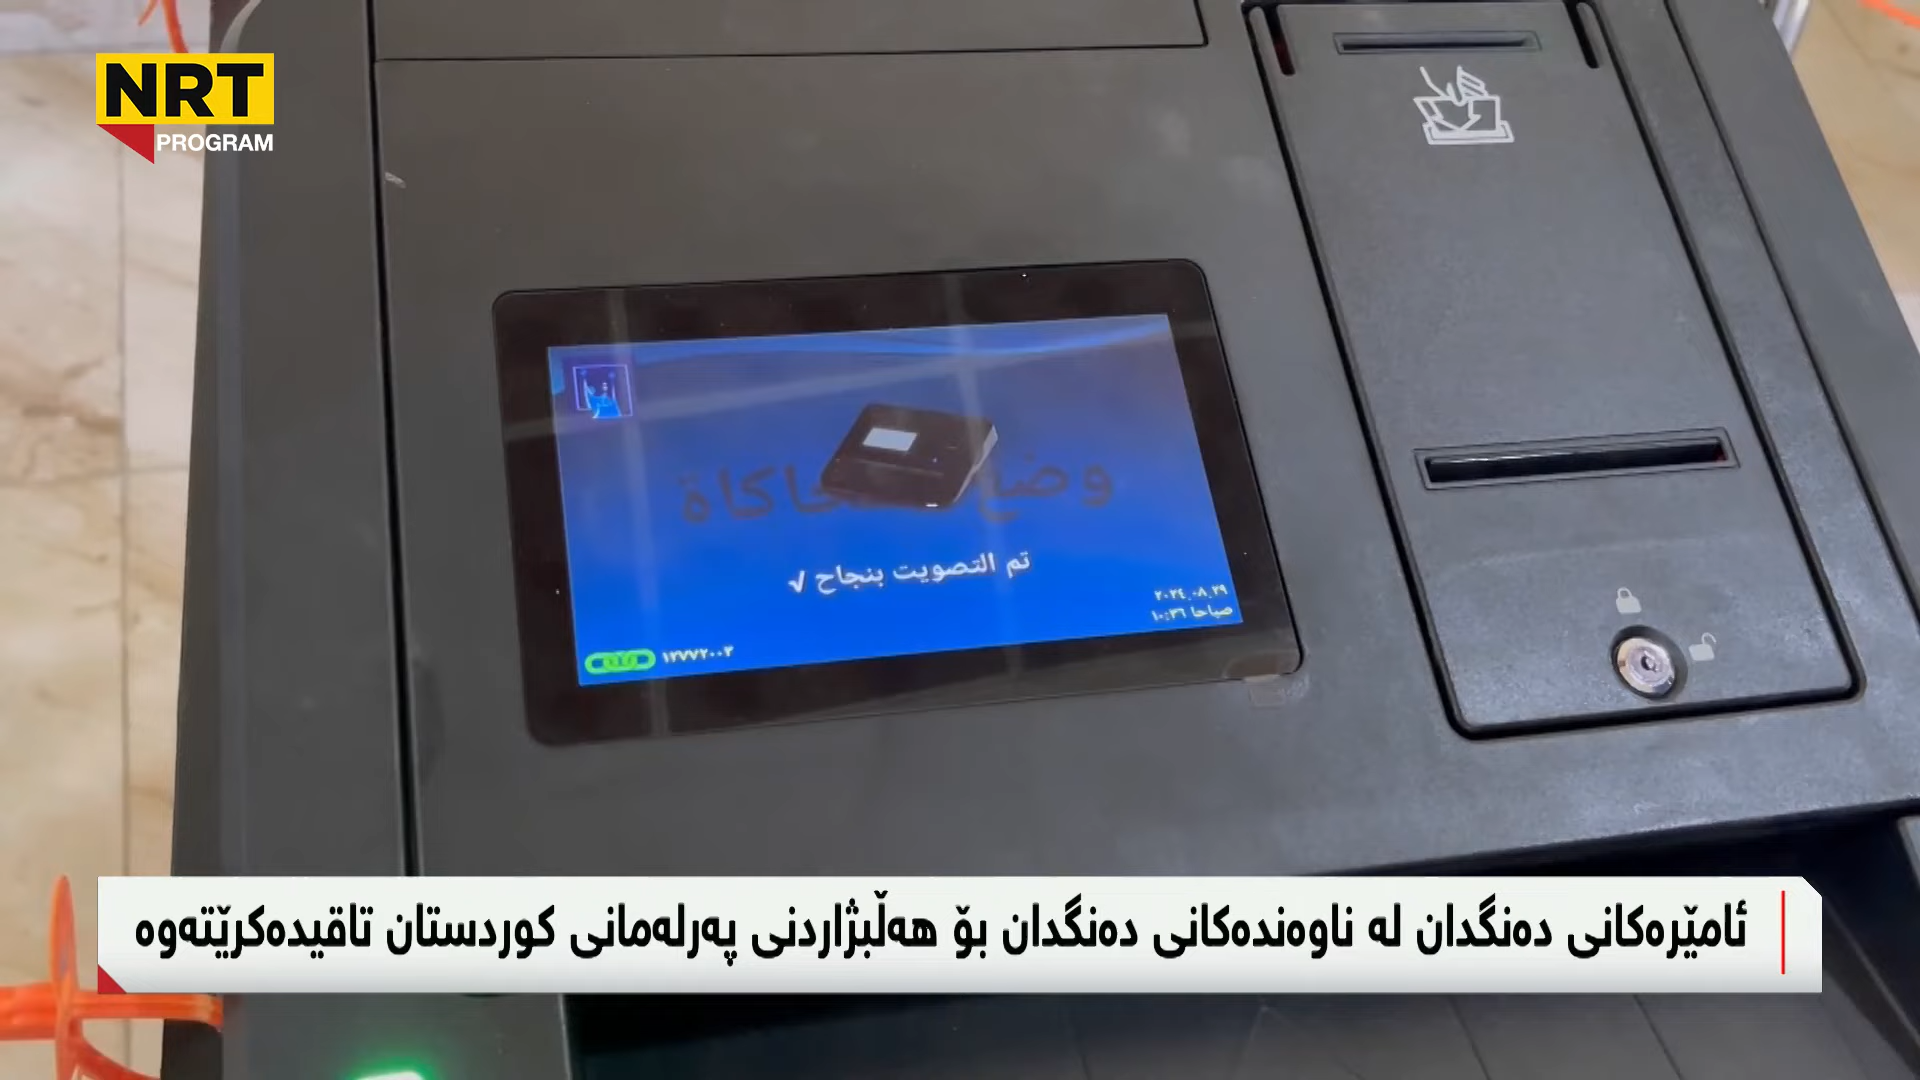 NRT
PROGRAM
وضع
تم التصويت بنجاح √
٢٠٢٤.٠٨.٢٩
١٠:٣٦ صباحا
١٢٧٧٢٠٠٣
ئامێرەکانی دەنگدان لە ناوەندەکانی دەنگدان بۆ هەڵبژاردنی پەرلەمانی کوردستان تاقیدەکرێتەوە